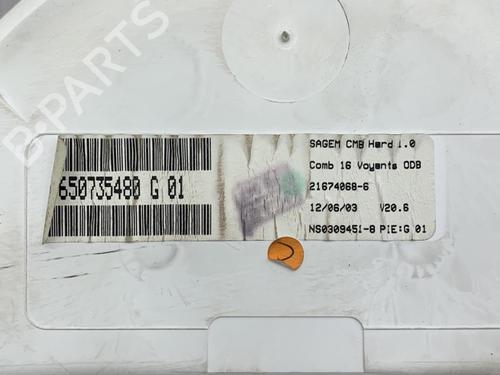 B-PARTS
650735480 G 01
SAGEM CMB Hard 1.0
Comb 16 Voyants ODB
21674068-6
12/06/03 V20.6
NS0309451-8 PIE:G 01